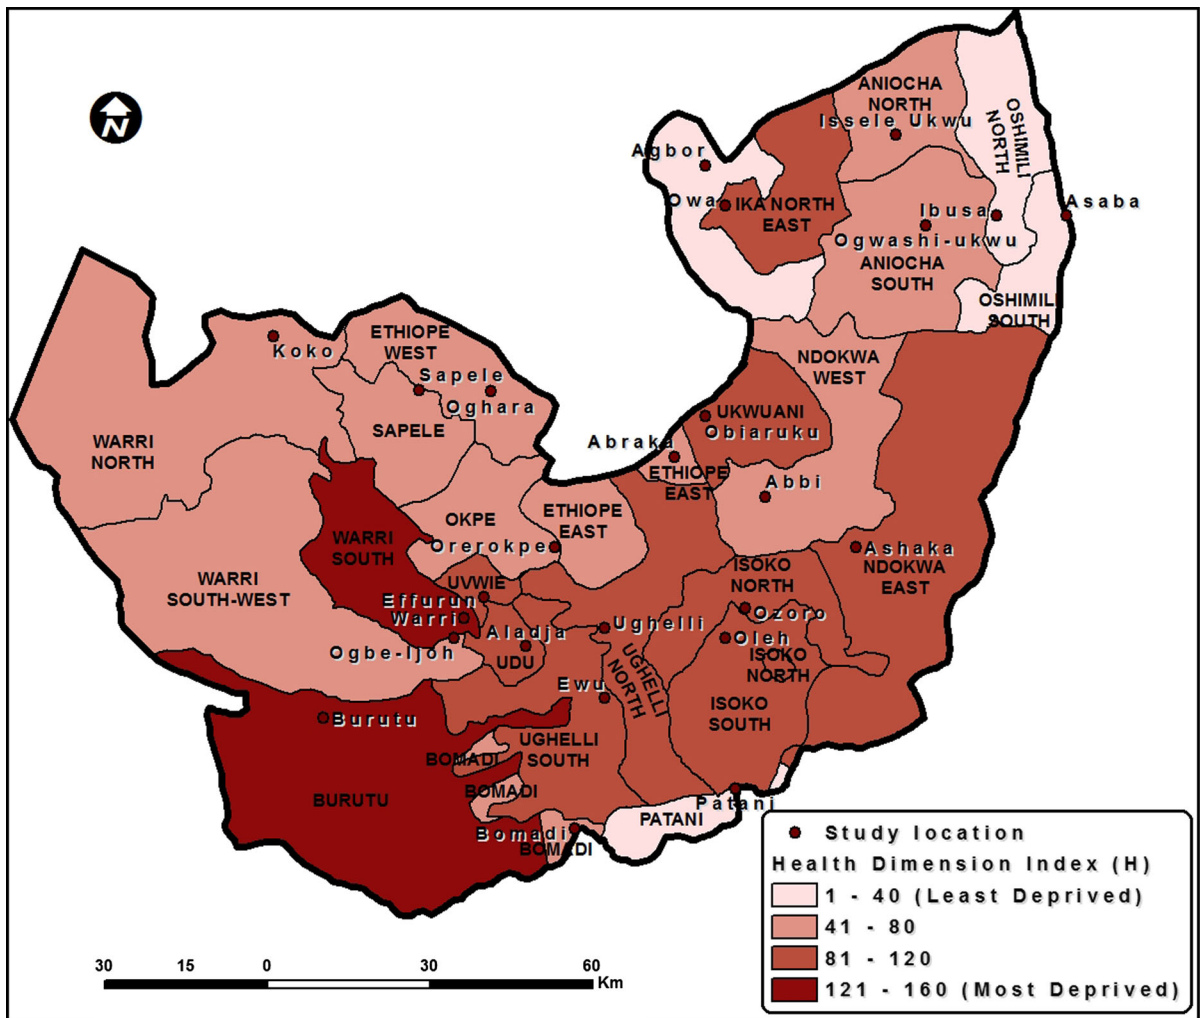 N
ANIOCHA
NORTH
Issele Ukwu
OSHIMILI
NORTH
Agbor
Owa
IKA NORTH
EAST
Ibusa
Asaba
Ogwashi-ukwu
ANIOCHA
SOUTH
OSHIMILI
SOUTH
Koko
ETHIOPE
WEST
Sapele
Oghara
SAPELE
NDOKWA
WEST
UKWUANI
Obiaruku
Abraka
ETHIOPE
EAST
Abbi
WARRI
NORTH
OKPE
ETHIOPE
EAST
Orerokpe
WARRI
SOUTH
Ashaka
NDOKWA
EAST
WARRI
SOUTH-WEST
UVWIE
Effurun
Warri
ISOKO
NORTH
Ozoro
Ughelli
Aladja
Oleh
Ogbe-Ijoh
UDU
ISOKO
NORTH
UGHELLI
NORTH
Ewu
ISOKO
SOUTH
Burutu
UGHELLI
SOUTH
BOMADI
BOMADI
BURUTU
Patani
PATANI
Bomadi
BOMADI
Study location
Health Dimension Index (H)
1 - 40 (Least Deprived)
41 - 80
81 - 120
121 - 160 (Most Deprived)
30 15 0 30 60
Km